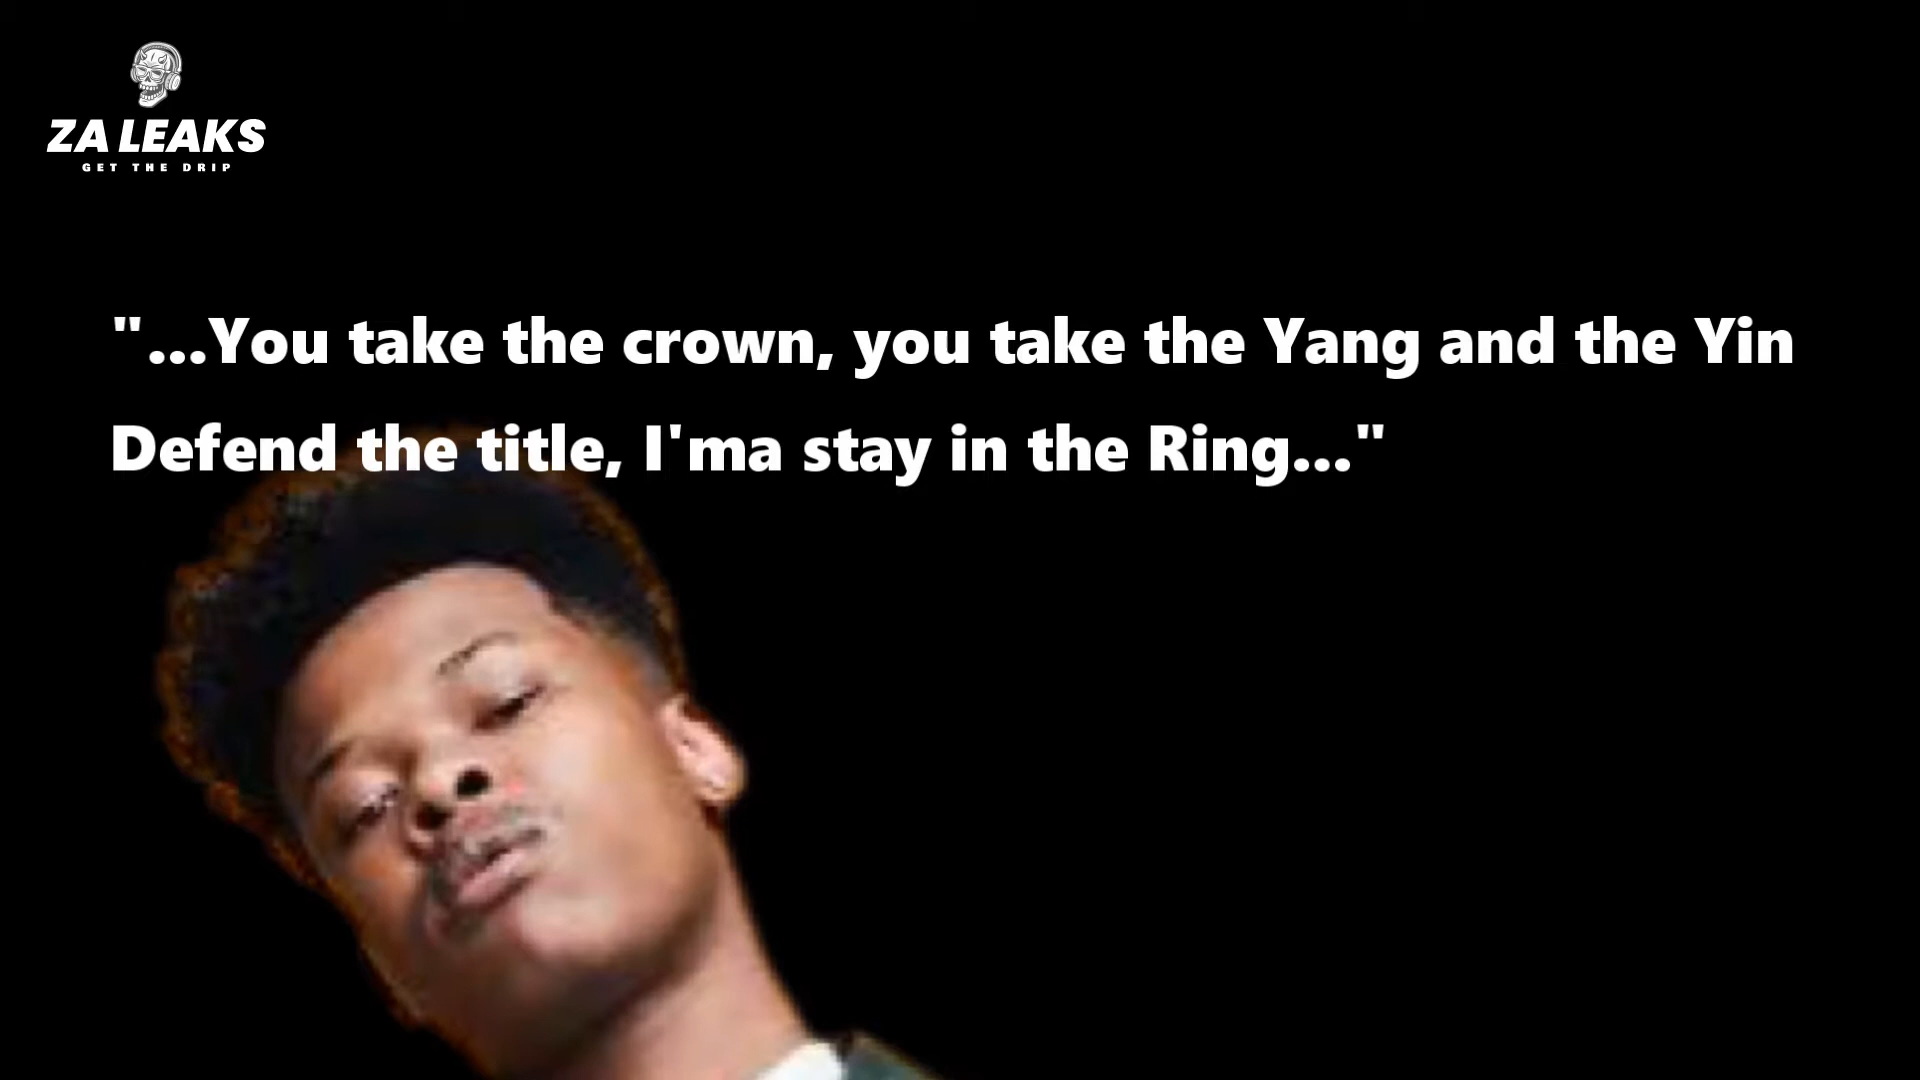 ZA LEAKS
GET THE DRIP
"...You take the crown, you take the Yang and the Yin
Defend the title, I'ma stay in the Ring..."